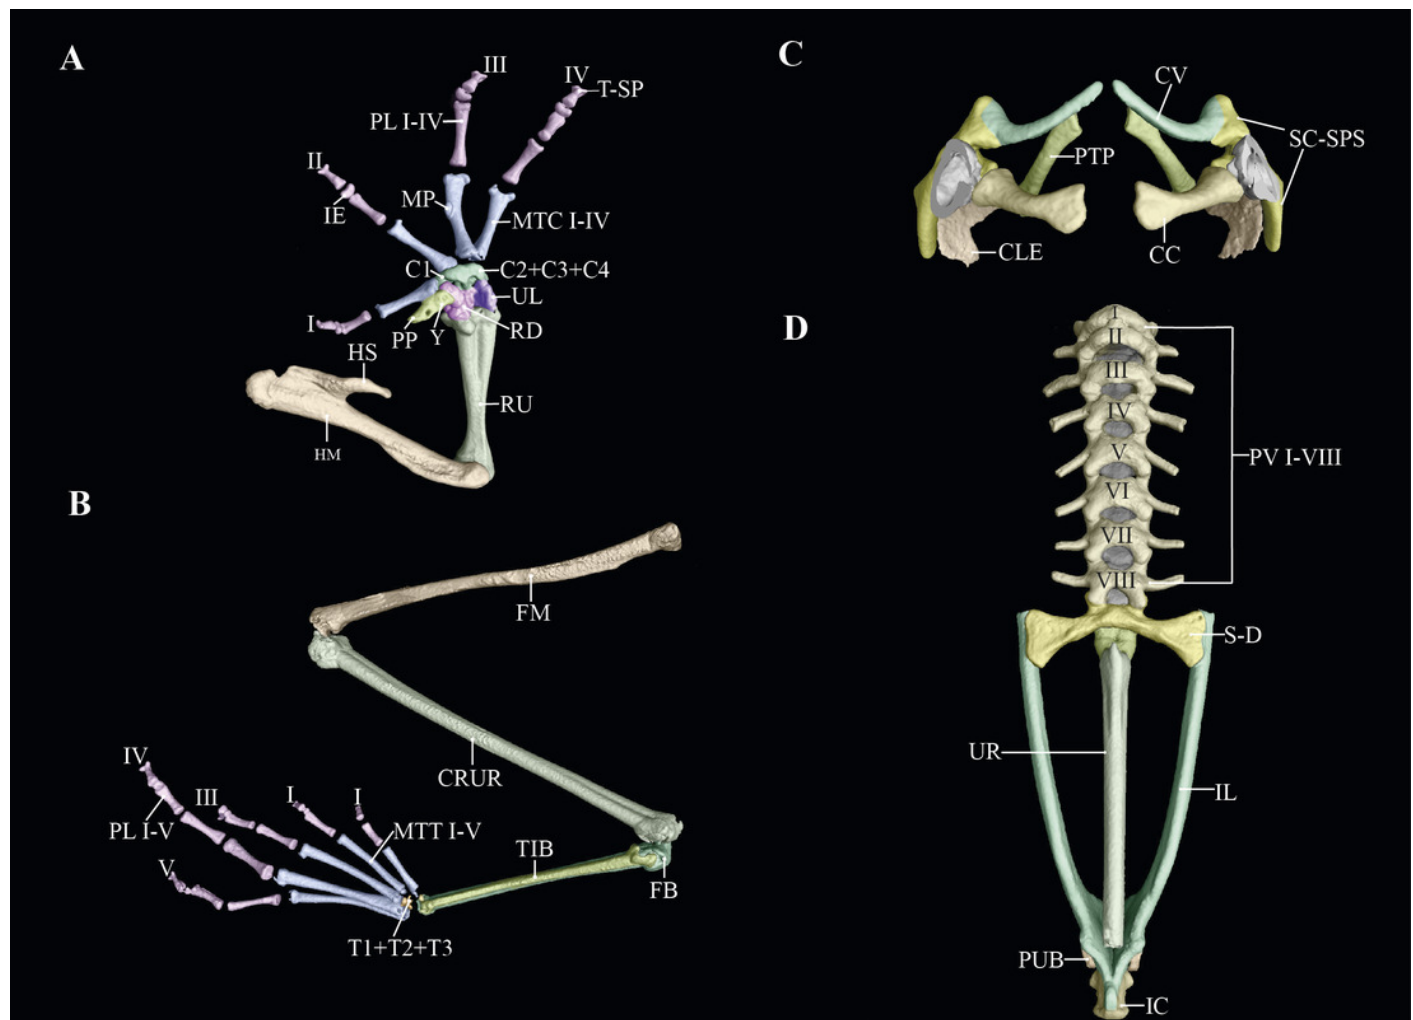 A
III
IV
T-SP
PL I-IV
II
IE
MP
MTC I-IV
C1
C2+C3+C4
UL
I
PP
Y
RD
HS
RU
HM
B
FM
CRUR
IV
III
I
I
PL I-V
MTT I-V
V
TIB
FB
T1+T2+T3
C
CV
SC-SPS
PTP
CLE
CC
D
I
II
III
IV
V
PV I-VIII
VI
VII
VIII
S-D
UR
IL
PUB
IC